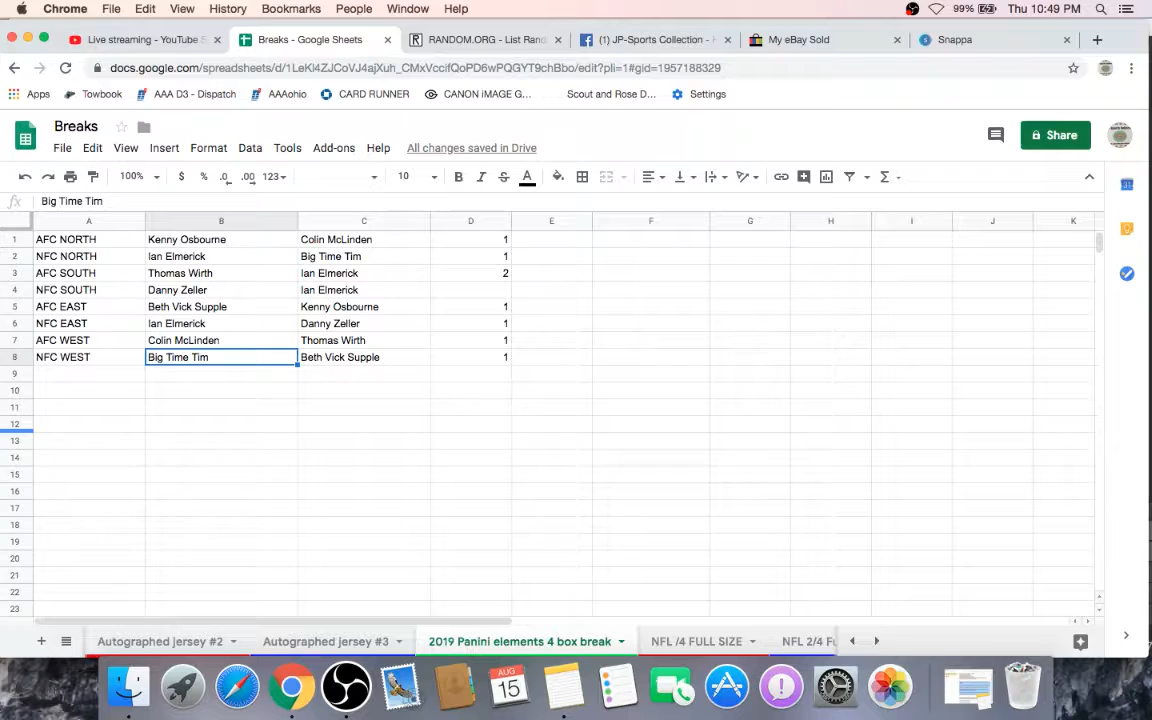 Chrome File Edit View History Bookmarks People Window Help 99% Thu 10:49 PM
Live streaming - YouTube S Breaks - Google Sheets RANDOM.ORG - List Rand (1) JP-Sports Collection - H My eBay Sold Snappa
docs.google.com/spreadsheets/d/1LeKl4ZJCoVJ4ajXuh_CMxVccifQoPD6wPQGYT9chBbo/edit?pli=1#gid=1957188329
Apps Towbook AAA D3 - Dispatch AAAohio CARD RUNNER CANON iMAGE G... Scout and Rose D... Settings
Breaks
File Edit View Insert Format Data Tools Add-ons Help All changes saved in Drive
Share
100% $ % .0 .00 123 10 B I S A
fx Big Time Tim
A B C D E F G H I J K
1 AFC NORTH Kenny Osbourne Colin McLinden 1
2 NFC NORTH Ian Elmerick Big Time Tim 1
3 AFC SOUTH Thomas Wirth Ian Elmerick 2
4 NFC SOUTH Danny Zeller Ian Elmerick
5 AFC EAST Beth Vick Supple Kenny Osbourne 1
6 NFC EAST Ian Elmerick Danny Zeller 1
7 AFC WEST Colin McLinden Thomas Wirth 1
8 NFC WEST Big Time Tim Beth Vick Supple 1
9
10
11
12
13
14
15
16
17
18
19
20
21
22
23
Autographed jersey #2 Autographed jersey #3 2019 Panini elements 4 box break NFL /4 FULL SIZE NFL 2/4 FU
AUG
15